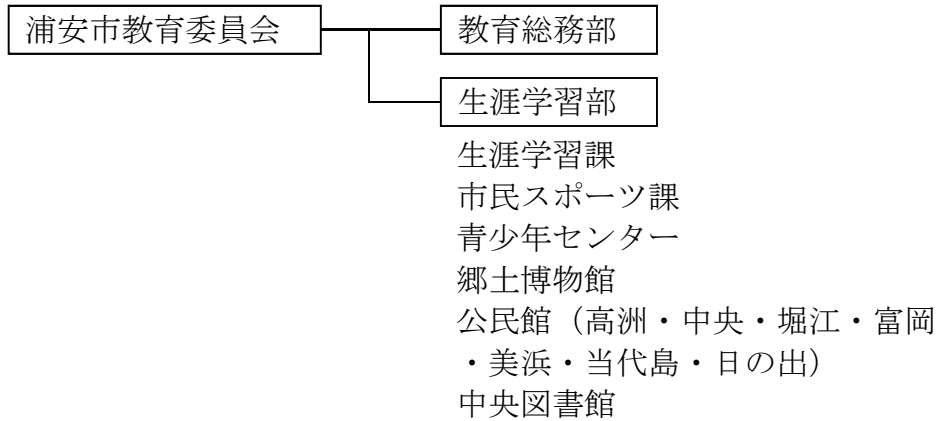 浦安市教育委員会
教育総務部
生涯学習部
生涯学習課
市民スポーツ課
青少年センター
郷土博物館
公民館（高洲・中央・堀江・富岡
・美浜・当代島・日の出）
中央図書館